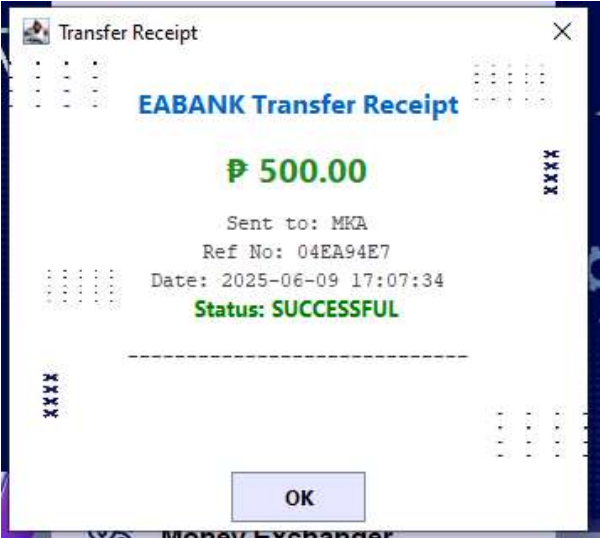 Transfer Receipt
EABANK Transfer Receipt
₱ 500.00
Sent to: MKA
Ref No: 04EA94E7
Date: 2025-06-09 17:07:34
Status: SUCCESSFUL
-----------------------------
OK
Money Exchanger